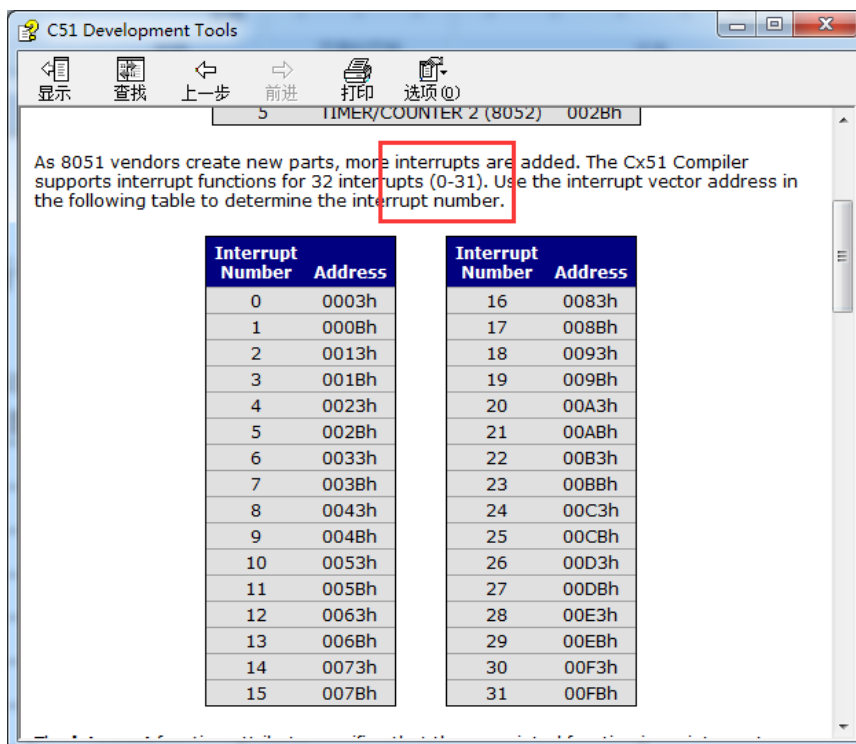 C51 Development Tools
显示 查找 上一步 前进 打印 选项(O)
5 TIMER/COUNTER 2 (8052) 002Bh
As 8051 vendors create new parts, more interrupts are added. The Cx51 Compiler
supports interrupt functions for 32 interrupts (0-31). Use the interrupt vector address in
the following table to determine the interrupt number.
Interrupt Number Address
0 0003h
1 000Bh
2 0013h
3 001Bh
4 0023h
5 002Bh
6 0033h
7 003Bh
8 0043h
9 004Bh
10 0053h
11 005Bh
12 0063h
13 006Bh
14 0073h
15 007Bh
Interrupt Number Address
16 0083h
17 008Bh
18 0093h
19 009Bh
20 00A3h
21 00ABh
22 00B3h
23 00BBh
24 00C3h
25 00CBh
26 00D3h
27 00DBh
28 00E3h
29 00EBh
30 00F3h
31 00FBh